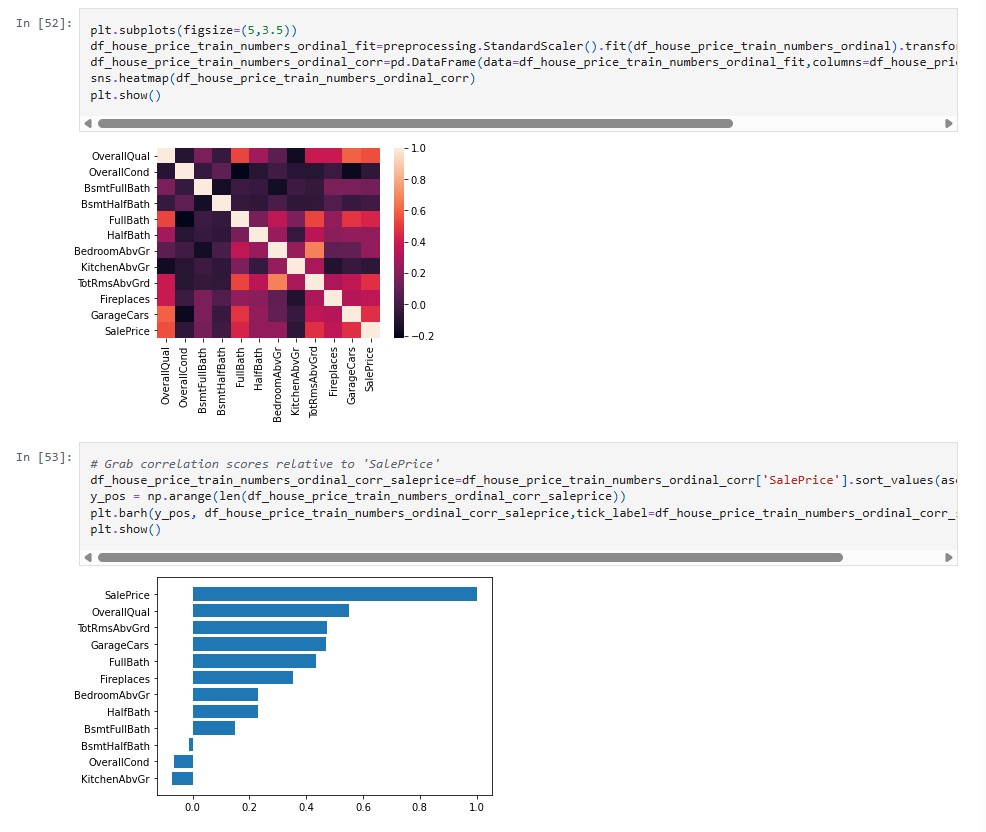 In [52]:
plt.subplots(figsize=(5,3.5))
df_house_price_train_numbers_ordinal_fit=preprocessing.StandardScaler().fit(df_house_price_train_numbers_ordinal).transfo
df_house_price_train_numbers_ordinal_corr=pd.DataFrame(data=df_house_price_train_numbers_ordinal_fit,columns=df_house_pri
sns.heatmap(df_house_price_train_numbers_ordinal_corr)
plt.show()
OverallQual
OverallCond
BsmtFullBath
BsmtHalfBath
FullBath
HalfBath
BedroomAbvGr
KitchenAbvGr
TotRmsAbvGrd
Fireplaces
GarageCars
SalePrice
1.0
0.8
0.6
0.4
0.2
0.0
−0.2
OverallQual
OverallCond
BsmtFullBath
BsmtHalfBath
FullBath
HalfBath
BedroomAbvGr
KitchenAbvGr
TotRmsAbvGrd
Fireplaces
GarageCars
SalePrice
In [53]:
# Grab correlation scores relative to 'SalePrice'
df_house_price_train_numbers_ordinal_corr_saleprice=df_house_price_train_numbers_ordinal_corr['SalePrice'].sort_values(asc
y_pos = np.arange(len(df_house_price_train_numbers_ordinal_corr_saleprice))
plt.barh(y_pos, df_house_price_train_numbers_ordinal_corr_saleprice,tick_label=df_house_price_train_numbers_ordinal_corr_
plt.show()
SalePrice
OverallQual
TotRmsAbvGrd
GarageCars
FullBath
Fireplaces
BedroomAbvGr
HalfBath
BsmtFullBath
BsmtHalfBath
OverallCond
KitchenAbvGr
0.0 0.2 0.4 0.6 0.8 1.0